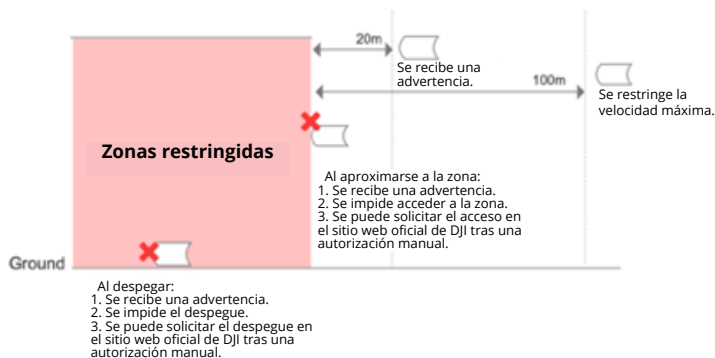 20m
Se recibe una
advertencia.
100m
Se restringe la
velocidad máxima.
Zonas restringidas
Al aproximarse a la zona:
1. Se recibe una advertencia.
2. Se impide acceder a la zona.
3. Se puede solicitar el acceso en
el sitio web oficial de DJI tras una
autorización manual.
Ground
Al despegar:
1. Se recibe una advertencia.
2. Se impide el despegue.
3. Se puede solicitar el despegue en
el sitio web oficial de DJI tras una
autorización manual.